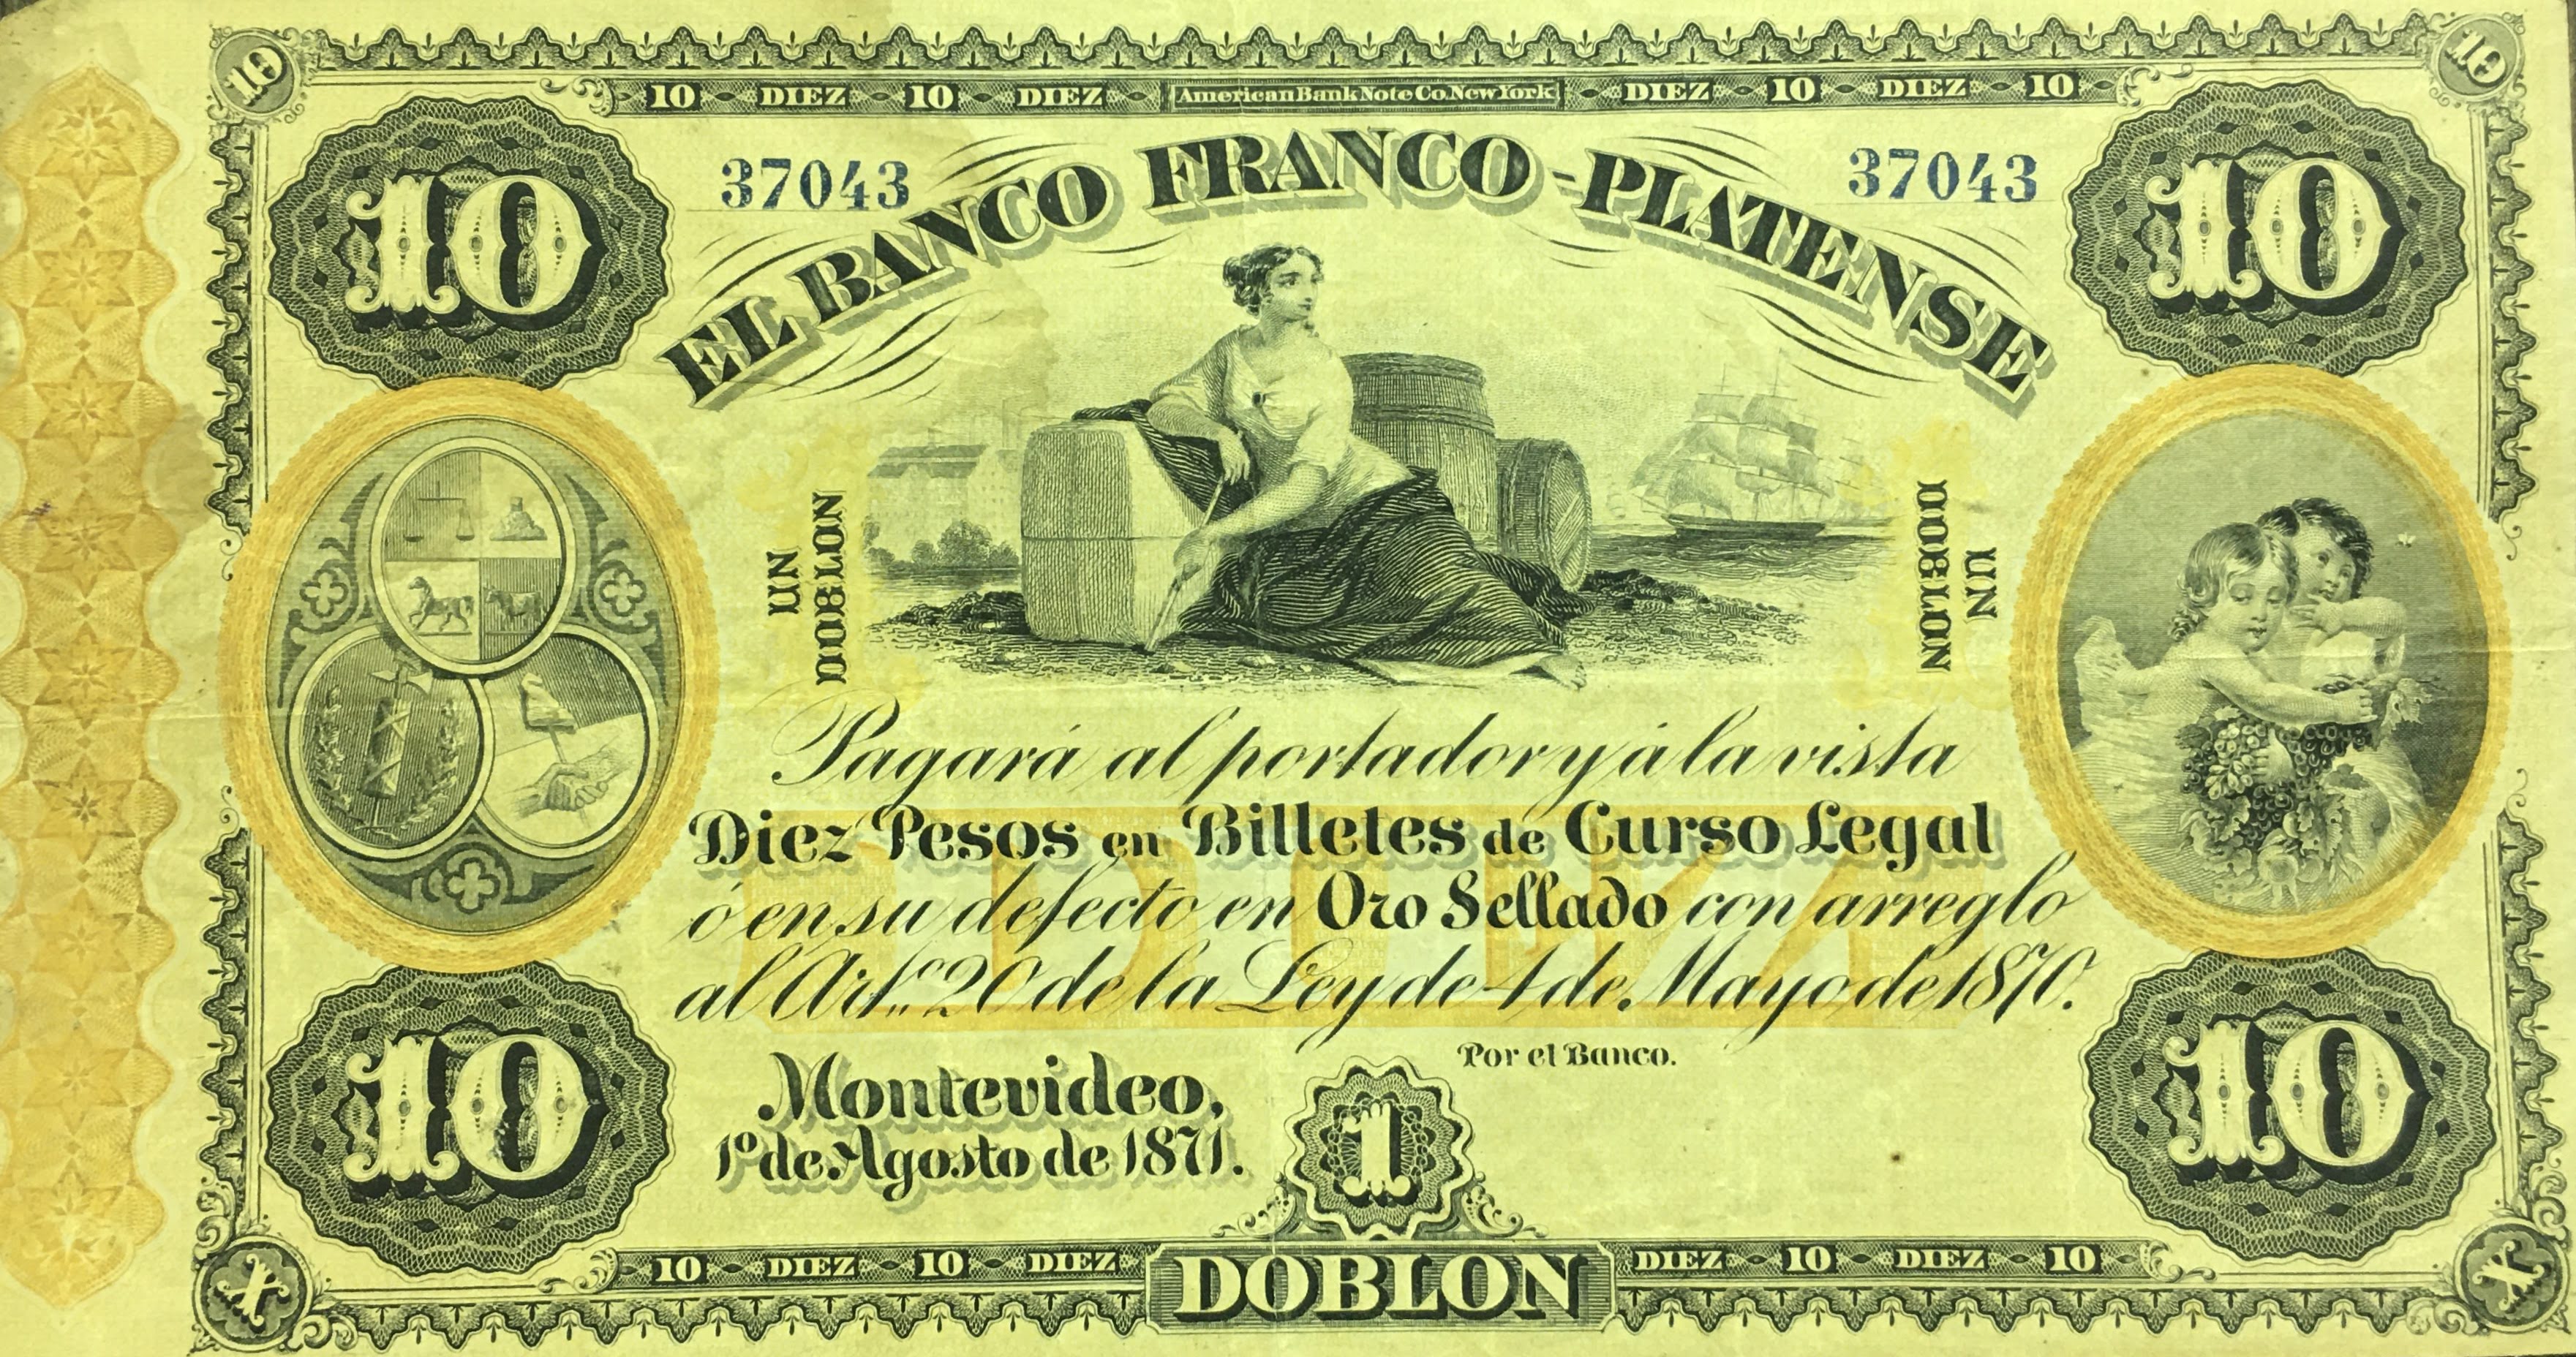 10 10
10 DIEZ 10 DIEZ American Bank Note Co. New York DIEZ 10 DIEZ 10
10 10
37043 37043
EL BANCO FRANCO-PLATENSE
UN DOBLON
UN DOBLON
Pagará al portador y á la vista
Diez Pesos en Billetes de Curso Legal
ó en su defecto en Oro Sellado con arreglo
al Arto. 20 de la Ley de 4 de Mayo de 1870.
DIEZ
Por el Banco.
Montevideo,
1º de Agosto de 1871.
1
10 10
X X
10 DIEZ 10 DIEZ DOBLON DIEZ 10 DIEZ 10